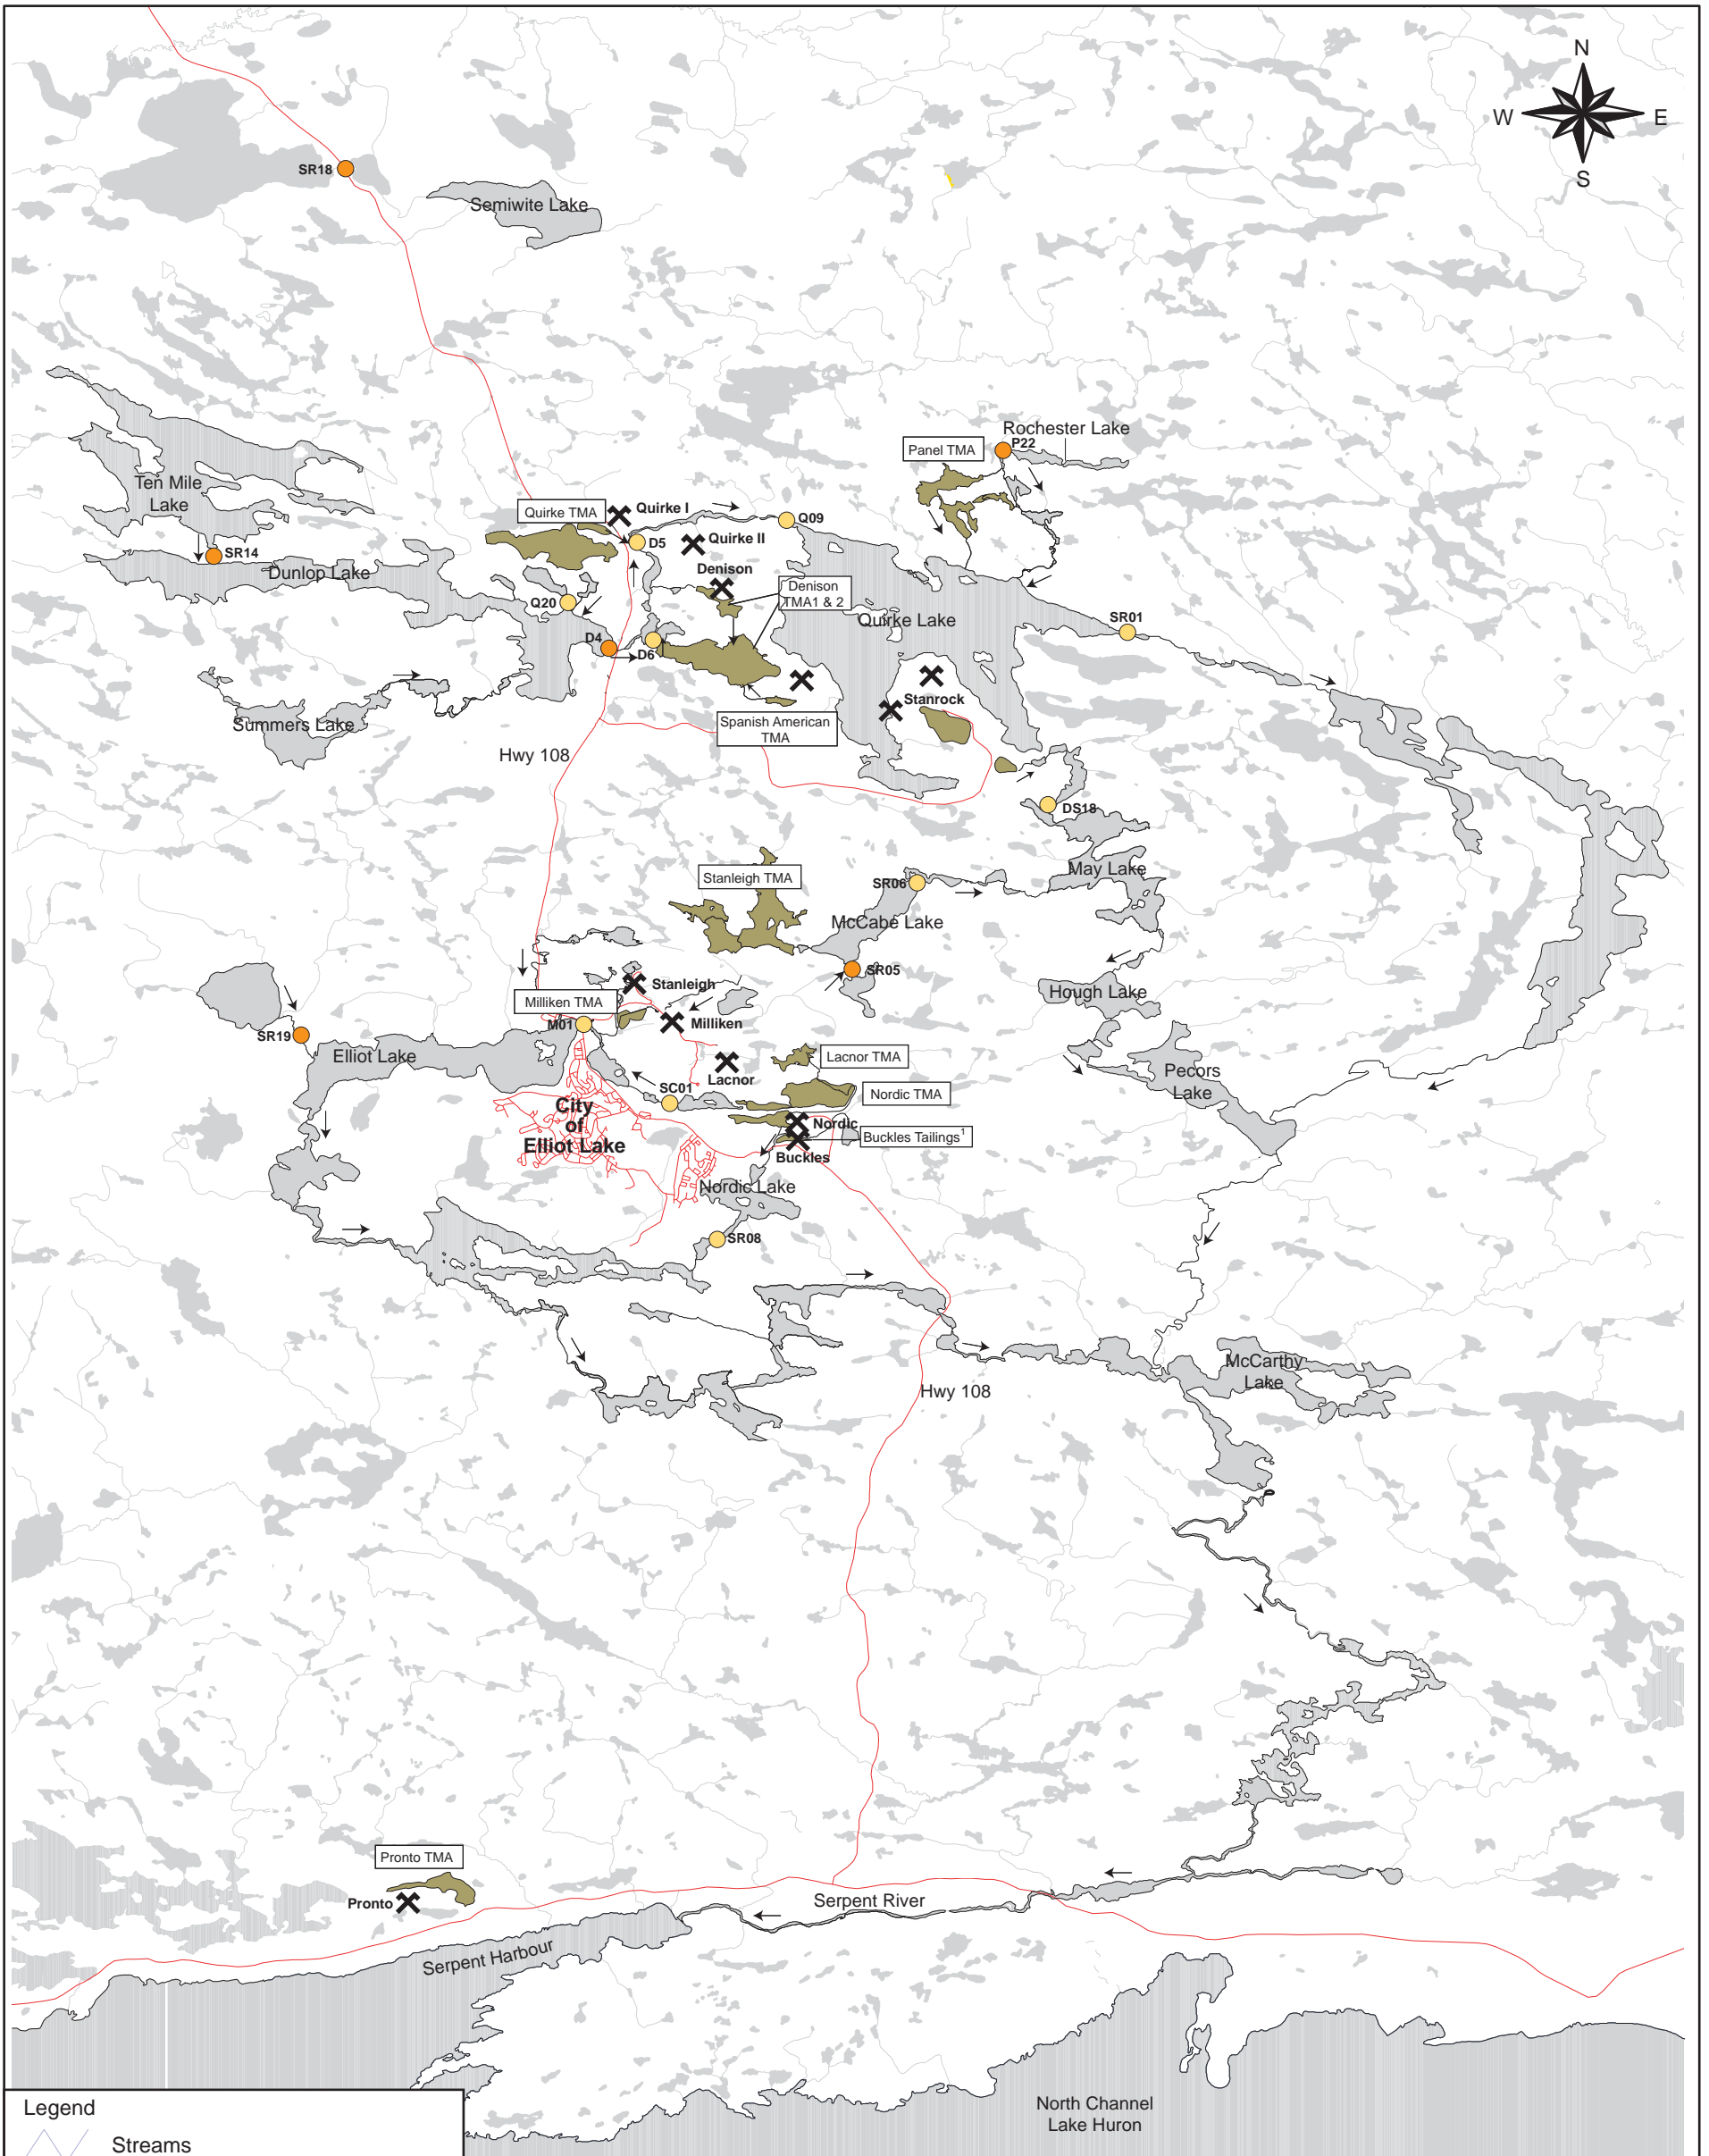 N
W
E
S
SR18
Semiwite Lake
Rochester Lake
P22
Panel TMA
Ten Mile
Lake
Quirke TMA
Quirke I
Q09
SR14
D5
Quirke II
Dunlop Lake
Denison
Denison
TMA1 & 2
Q20
Quirke Lake
SR01
D4
D6
Stanrock
Summers Lake
Spanish American
TMA
Hwy 108
DS18
May Lake
Stanleigh TMA
SR06
McCabe Lake
SR05
Stanleigh
Hough Lake
Milliken TMA
M01
Milliken
SR19
Elliot Lake
Lacnor TMA
Lacnor
Pecors
Lake
SC01
Nordic TMA
City
of
Elliot Lake
Nordic
Buckles Tailings¹
Buckles
Nordic Lake
SR08
McCarthy
Lake
Hwy 108
Pronto TMA
Pronto
Serpent River
Serpent Harbour
North Channel
Lake Huron
Legend
Streams